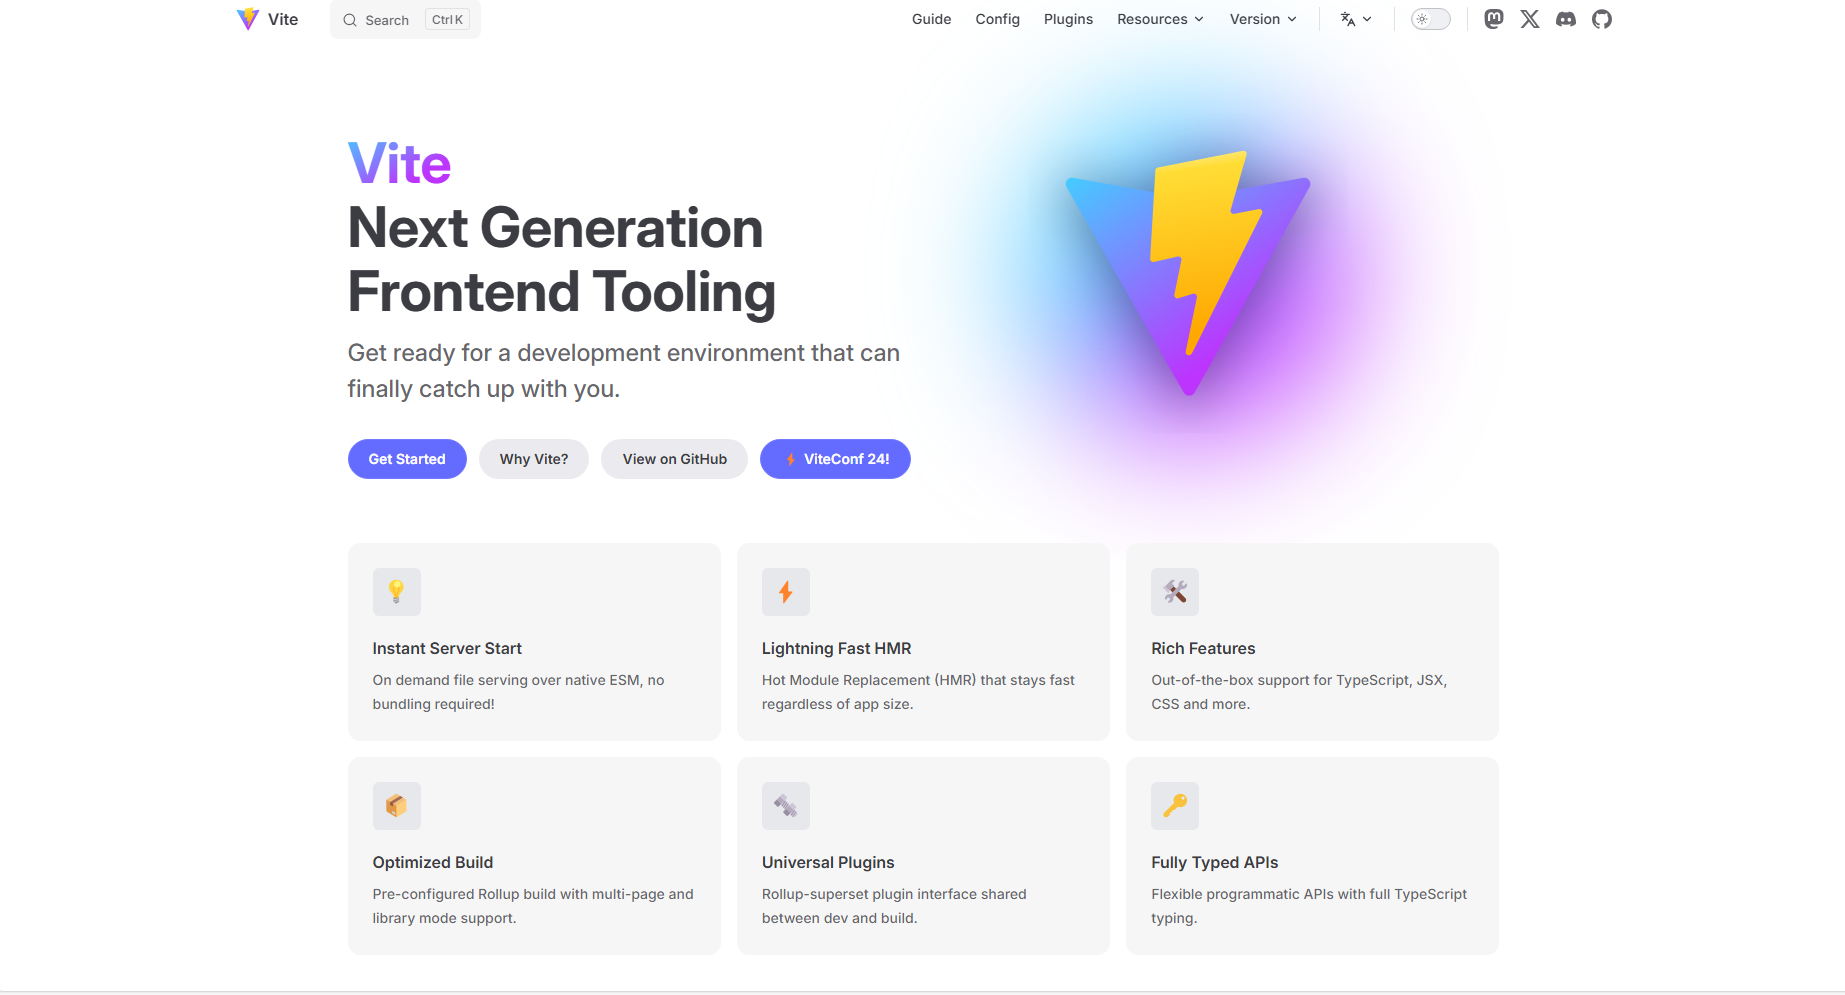 Vite
Search Ctrl K
Guide Config Plugins Resources Version
Vite
Next Generation
Frontend Tooling
Get ready for a development environment that can
finally catch up with you.
Get Started
Why Vite?
View on GitHub
ViteConf 24!
Instant Server Start
On demand file serving over native ESM, no
bundling required!
Lightning Fast HMR
Hot Module Replacement (HMR) that stays fast
regardless of app size.
Rich Features
Out-of-the-box support for TypeScript, JSX,
CSS and more.
Optimized Build
Pre-configured Rollup build with multi-page and
library mode support.
Universal Plugins
Rollup-superset plugin interface shared
between dev and build.
Fully Typed APIs
Flexible programmatic APIs with full TypeScript
typing.